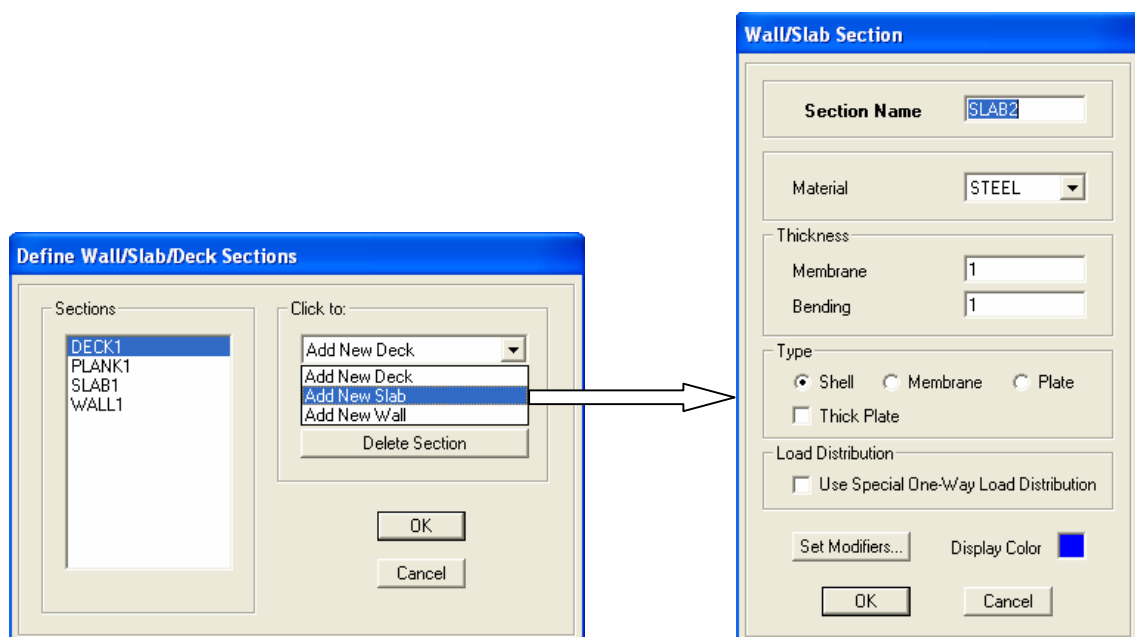 Define Wall/Slab/Deck Sections
Sections
DECK1
PLANK1
SLAB1
WALL1
Click to:
Add New Deck
Add New Deck
Add New Slab
Add New Wall
Delete Section
OK
Cancel
Wall/Slab Section
Section Name SLAB2
Material STEEL
Thickness
Membrane 1
Bending 1
Type
Shell Membrane Plate
Thick Plate
Load Distribution
Use Special One-Way Load Distribution
Set Modifiers... Display Color
OK Cancel